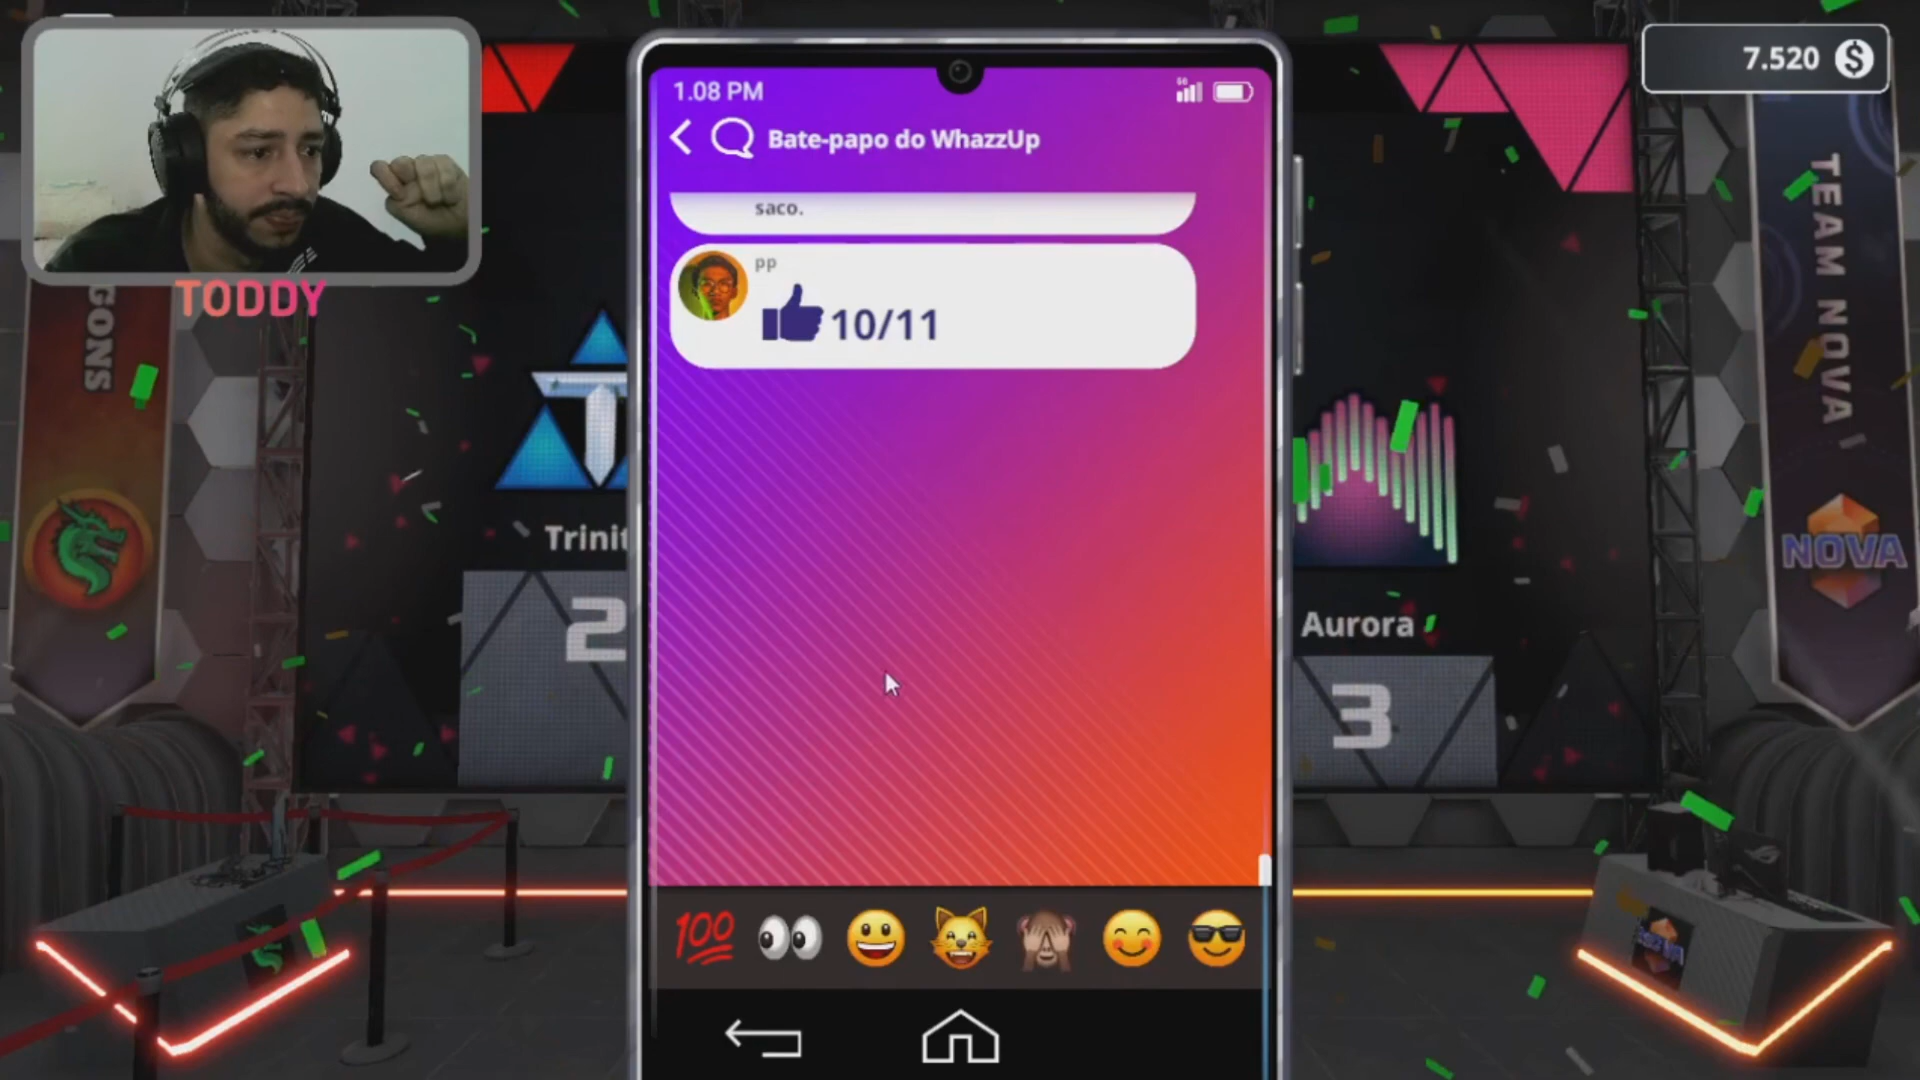 TODDY
GONS
Trinit
2
1.08 PM
Bate-papo do WhazzUp
saco.
pp
10/11
100
7.520
Aurora
3
TEAM NOVA
NOVA